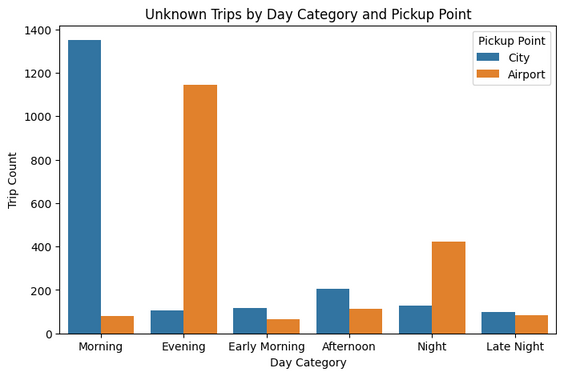 Unknown Trips by Day Category and Pickup Point
1400
1200
1000
800
600
400
200
0
Trip Count
Pickup Point
City
Airport
Morning Evening Early Morning Afternoon Night Late Night
Day Category